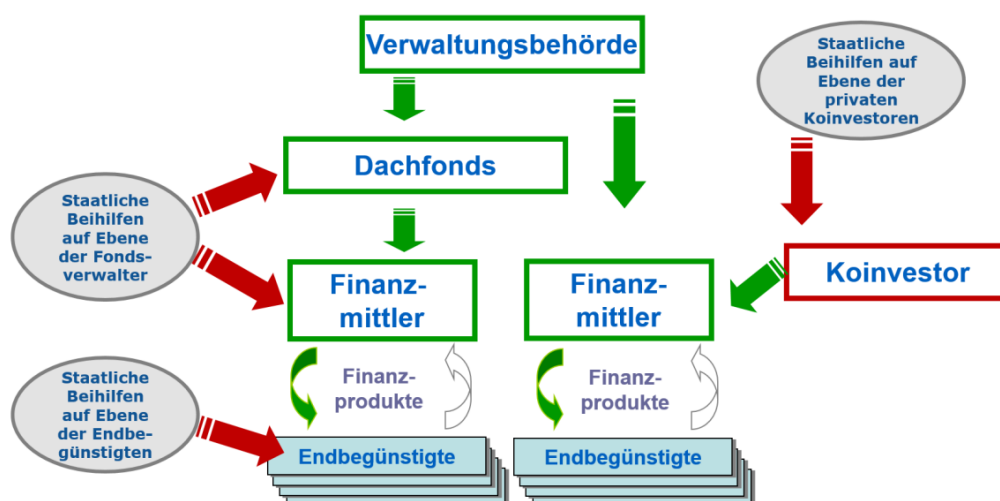 Verwaltungsbehörde
Staatliche
Beihilfen auf
Ebene der
privaten
Koinvestoren
Dachfonds
Staatliche
Beihilfen
auf Ebene
der Fonds-
verwalter
Finanz-
mittler
Finanz-
mittler
Koinvestor
Finanz-
produkte
Finanz-
produkte
Staatliche
Beihilfen
auf Ebene
der Endbe-
günstigten
Endbegünstigte
Endbegünstigte